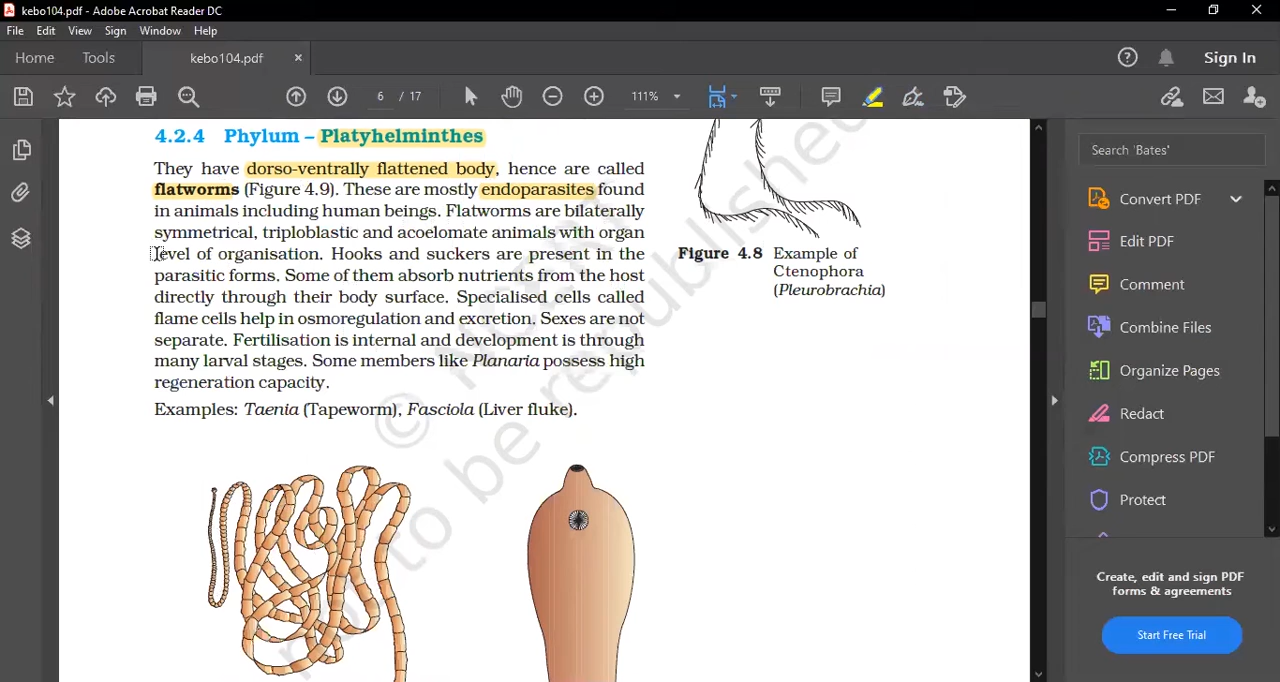 kebo104.pdf - Adobe Acrobat Reader DC
File Edit View Sign Window Help
Home Tools kebo104.pdf × Sign In
6 / 17 111%
4.2.4 Phylum – Platyhelminthes
They have dorso-ventrally flattened body, hence are called
flatworms (Figure 4.9). These are mostly endoparasites found
in animals including human beings. Flatworms are bilaterally
symmetrical, triploblastic and acoelomate animals with organ
level of organisation. Hooks and suckers are present in the
parasitic forms. Some of them absorb nutrients from the host
directly through their body surface. Specialised cells called
flame cells help in osmoregulation and excretion. Sexes are not
separate. Fertilisation is internal and development is through
many larval stages. Some members like Planaria possess high
regeneration capacity.
Examples: Taenia (Tapeworm), Fasciola (Liver fluke).
Figure 4.8 Example of
Ctenophora
(Pleurobrachia)
© NCERT
not to be republished
Search 'Bates'
Convert PDF
Edit PDF
Comment
Combine Files
Organize Pages
Redact
Compress PDF
Protect
Create, edit and sign PDF
forms & agreements
Start Free Trial